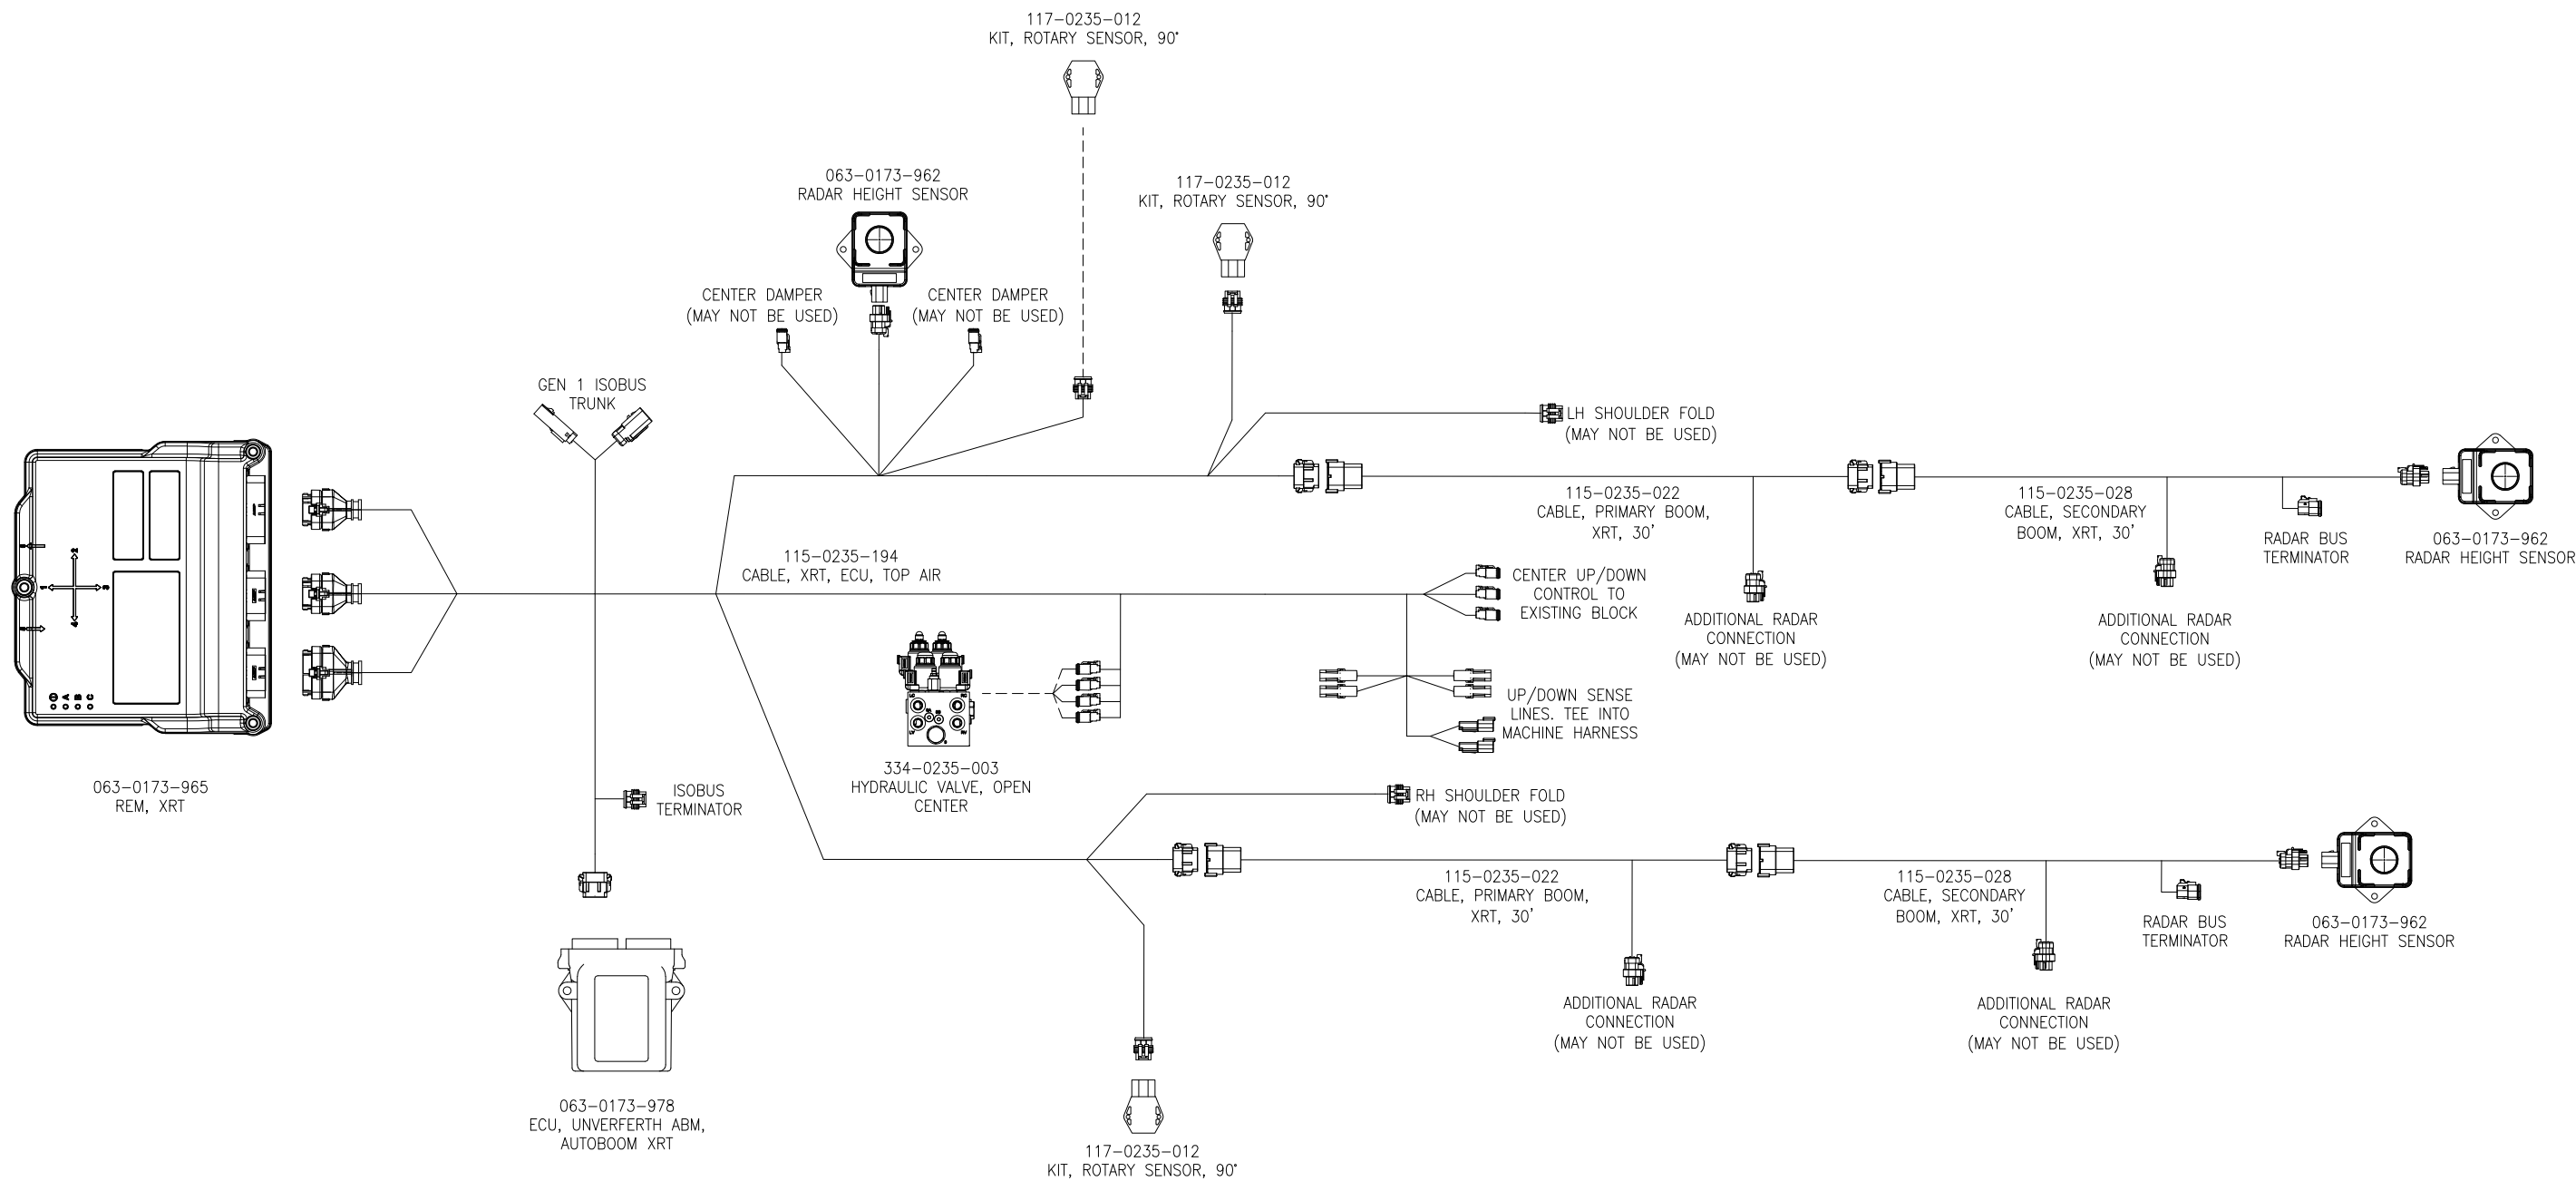 117-0235-012
KIT, ROTARY SENSOR, 90°
063-0173-962
RADAR HEIGHT SENSOR
117-0235-012
KIT, ROTARY SENSOR, 90°
CENTER DAMPER
(MAY NOT BE USED)
CENTER DAMPER
(MAY NOT BE USED)
GEN 1 ISOBUS
TRUNK
LH SHOULDER FOLD
(MAY NOT BE USED)
115-0235-022
CABLE, PRIMARY BOOM,
XRT, 30'
115-0235-028
CABLE, SECONDARY
BOOM, XRT, 30'
RADAR BUS
TERMINATOR
063-0173-962
RADAR HEIGHT SENSOR
115-0235-194
CABLE, XRT, ECU, TOP AIR
CENTER UP/DOWN
CONTROL TO
EXISTING BLOCK
ADDITIONAL RADAR
CONNECTION
(MAY NOT BE USED)
ADDITIONAL RADAR
CONNECTION
(MAY NOT BE USED)
A
B
C
UP/DOWN SENSE
LINES. TEE INTO
MACHINE HARNESS
334-0235-003
HYDRAULIC VALVE, OPEN
CENTER
063-0173-965
REM, XRT
ISOBUS
TERMINATOR
RH SHOULDER FOLD
(MAY NOT BE USED)
115-0235-022
CABLE, PRIMARY BOOM,
XRT, 30'
115-0235-028
CABLE, SECONDARY
BOOM, XRT, 30'
RADAR BUS
TERMINATOR
063-0173-962
RADAR HEIGHT SENSOR
ADDITIONAL RADAR
CONNECTION
(MAY NOT BE USED)
ADDITIONAL RADAR
CONNECTION
(MAY NOT BE USED)
063-0173-978
ECU, UNVERFERTH ABM,
AUTOBOOM XRT
117-0235-012
KIT, ROTARY SENSOR, 90°